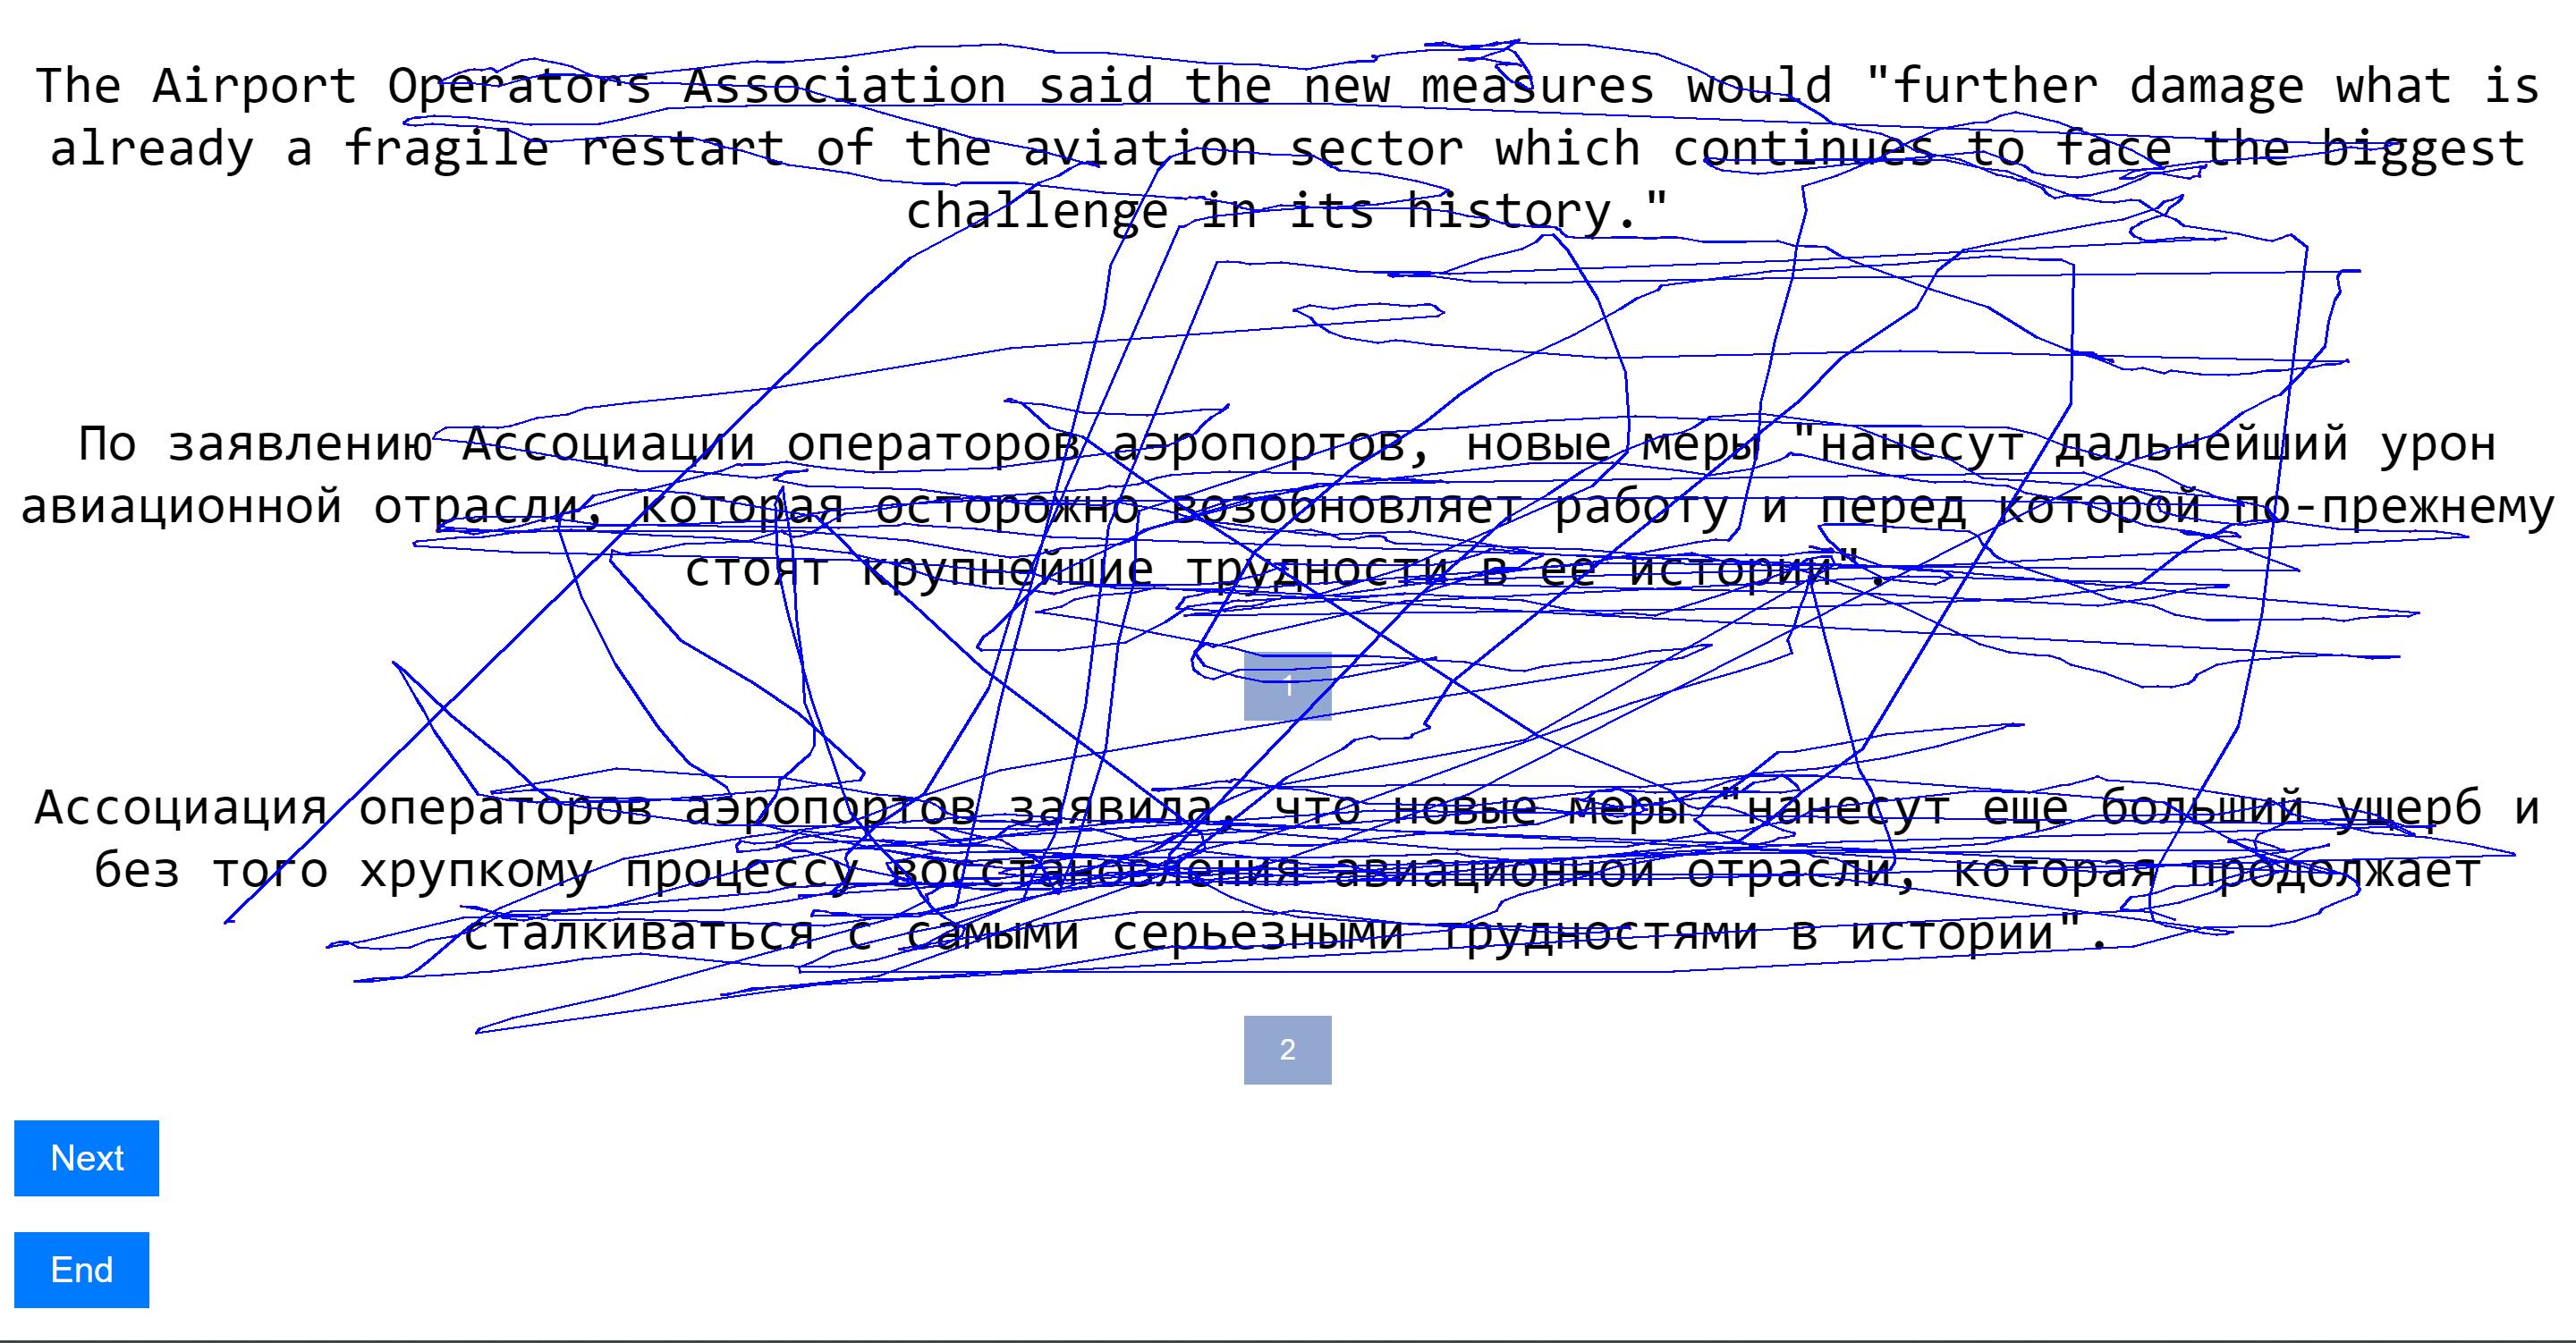 The Airport Operators Association said the new measures would "further damage what is
already a fragile restart of the aviation sector which continues to face the biggest
challenge in its history."
По заявлению Ассоциации операторов аэропортов, новые меры "нанесут дальнейший урон
авиационной отрасли, которая осторожно возобновляет работу и перед которой по-прежнему
стоят крупнейшие трудности в ее истории".
1
Ассоциация операторов аэропортов заявила, что новые меры "нанесут еще больший ущерб и
без того хрупкому процессу восстановления авиационной отрасли, которая продолжает
сталкиваться с самыми серьезными трудностями в истории".
2
Next
End